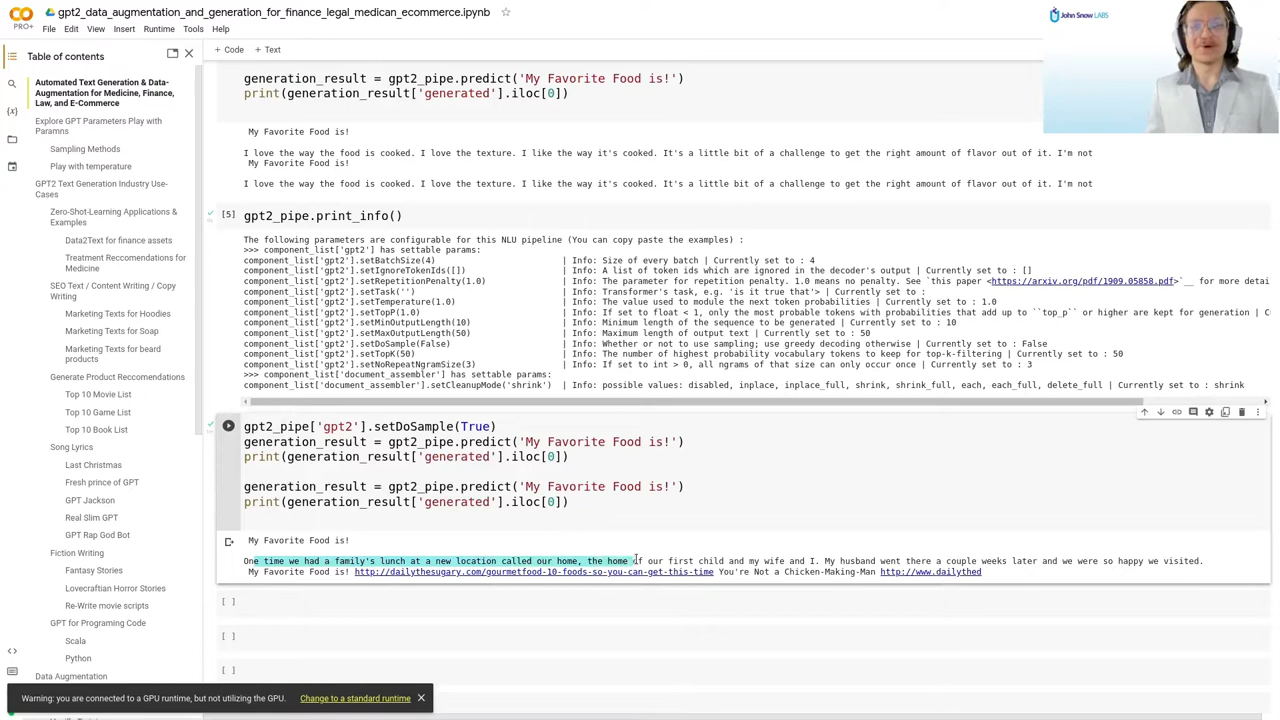 gpt2_data_augmentation_and_generation_for_finance_legal_medican_ecommerce.ipynb
PRO+
File Edit View Insert Runtime Tools Help
John Snow LABS
Table of contents
+ Code + Text
Automated Text Generation & Data-
Augmentation for Medicine, Finance,
Law, and E-Commerce
Explore GPT Parameters Play with
Paramns
Sampling Methods
Play with temperature
GPT2 Text Generation Industry Use-
Cases
Zero-Shot-Learning Applications &
Examples
Data2Text for finance assets
Treatment Reccomendations for
Medicine
SEO Text / Content Writing / Copy
Writing
Marketing Texts for Hoodies
Marketing Texts for Soap
Marketing Texts for beard
products
Generate Product Reccomendations
Top 10 Movie List
Top 10 Game List
Top 10 Book List
Song Lyrics
Last Christmas
Fresh prince of GPT
GPT Jackson
Real Slim GPT
GPT Rap God Bot
Fiction Writing
Fantasy Stories
Lovecraftian Horror Stories
Re-Write movie scripts
GPT for Programing Code
Scala
Python
Data Augmentation
generation_result = gpt2_pipe.predict('My Favorite Food is!')
print(generation_result['generated'].iloc[0])
My Favorite Food is!
I love the way the food is cooked. I love the texture. I like the way it's cooked. It's a little bit of a challenge to get the right amount of flavor out of it. I'm not
My Favorite Food is!
I love the way the food is cooked. I love the texture. I like the way it's cooked. It's a little bit of a challenge to get the right amount of flavor out of it. I'm not
[5] gpt2_pipe.print_info()
The following parameters are configurable for this NLU pipeline (You can copy paste the examples) :
>>> component_list['gpt2'] has settable params:
component_list['gpt2'].setBatchSize(4) | Info: Size of every batch | Currently set to : 4
component_list['gpt2'].setIgnoreTokenIds([]) | Info: A list of token ids which are ignored in the decoder's output | Currently set to : []
component_list['gpt2'].setRepetitionPenalty(1.0) | Info: The parameter for repetition penalty. 1.0 means no penalty. See `this paper <https://arxiv.org/pdf/1909.05858.pdf>`__ for more detai
component_list['gpt2'].setTask('') | Info: Transformer's task, e.g. 'is it true that'> | Currently set to :
component_list['gpt2'].setTemperature(1.0) | Info: The value used to module the next token probabilities | Currently set to : 1.0
component_list['gpt2'].setTopP(1.0) | Info: If set to float < 1, only the most probable tokens with probabilities that add up to ``top_p`` or higher are kept for generation | C
component_list['gpt2'].setMinOutputLength(10) | Info: Minimum length of the sequence to be generated | Currently set to : 10
component_list['gpt2'].setMaxOutputLength(50) | Info: Maximum length of output text | Currently set to : 50
component_list['gpt2'].setDoSample(False) | Info: Whether or not to use sampling; use greedy decoding otherwise | Currently set to : False
component_list['gpt2'].setTopK(50) | Info: The number of highest probability vocabulary tokens to keep for top-k-filtering | Currently set to : 50
component_list['gpt2'].setNoRepeatNgramSize(3) | Info: If set to int > 0, all ngrams of that size can only occur once | Currently set to : 3
>>> component_list['document_assembler'] has settable params:
component_list['document_assembler'].setCleanupMode('shrink') | Info: possible values: disabled, inplace, inplace_full, shrink, shrink_full, each, each_full, delete_full | Currently set to : shrink
gpt2_pipe['gpt2'].setDoSample(True)
generation_result = gpt2_pipe.predict('My Favorite Food is!')
print(generation_result['generated'].iloc[0])
generation_result = gpt2_pipe.predict('My Favorite Food is!')
print(generation_result['generated'].iloc[0])
My Favorite Food is!
One time we had a family's lunch at a new location called our home, the home of our first child and my wife and I. My husband went there a couple weeks later and we were so happy we visited.
My Favorite Food is! http://dailythesugary.com/gourmetfood-10-foods-so-you-can-get-this-time You're Not a Chicken-Making-Man http://www.dailythed
[ ]
[ ]
[ ]
Warning: you are connected to a GPU runtime, but not utilizing the GPU. Change to a standard runtime